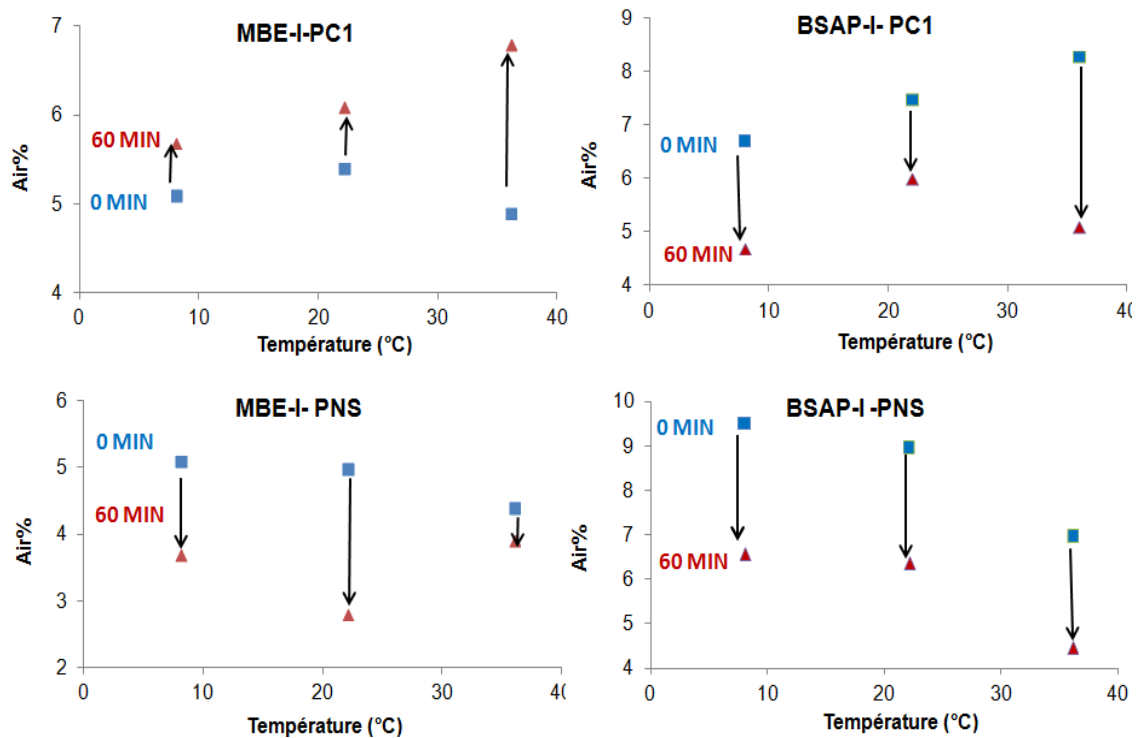 MBE-I-PC1
7
6
5
4
Air%
60 MIN
0 MIN
0
10
20
30
40
Température (°C)
BSAP-I- PC1
9
8
7
6
5
4
Air%
0 MIN
60 MIN
0
10
20
30
40
Température (°C)
MBE-I- PNS
6
5
4
3
2
Air%
0 MIN
60 MIN
0
10
20
30
40
Température (°C)
BSAP-I -PNS
10
9
8
7
6
5
4
Air%
0 MIN
60 MIN
0
10
20
30
40
Température (°C)